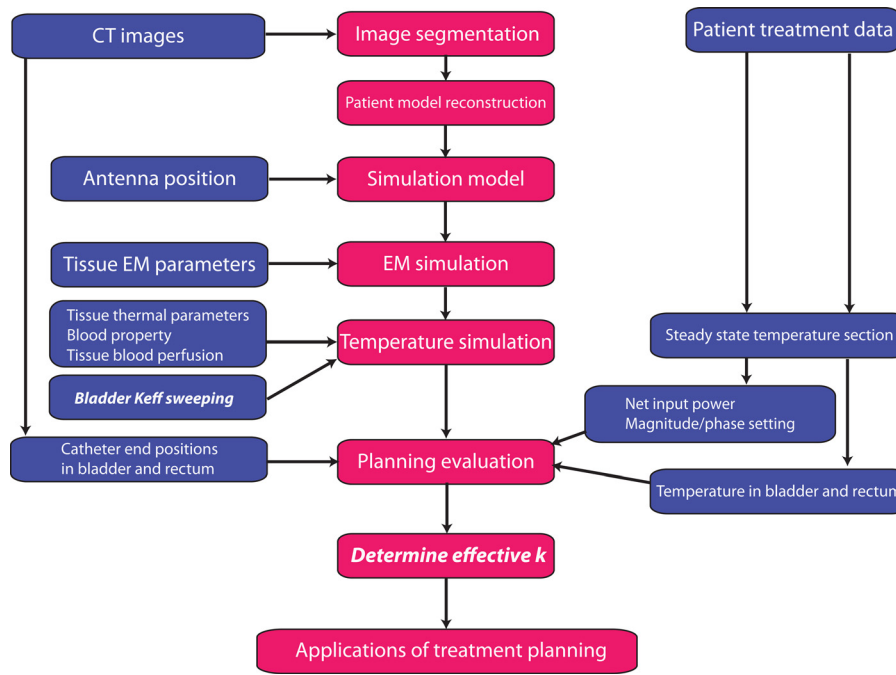 CT images
Image segmentation
Patient treatment data
Patient model reconstruction
Antenna position
Simulation model
Tissue EM parameters
EM simulation
Tissue thermal parameters
Blood property
Tissue blood perfusion
Temperature simulation
Steady state temperature section
Bladder Keff sweeping
Net input power
Magnitude/phase setting
Catheter end positions
in bladder and rectum
Planning evaluation
Temperature in bladder and rectum
Determine effective k
Applications of treatment planning